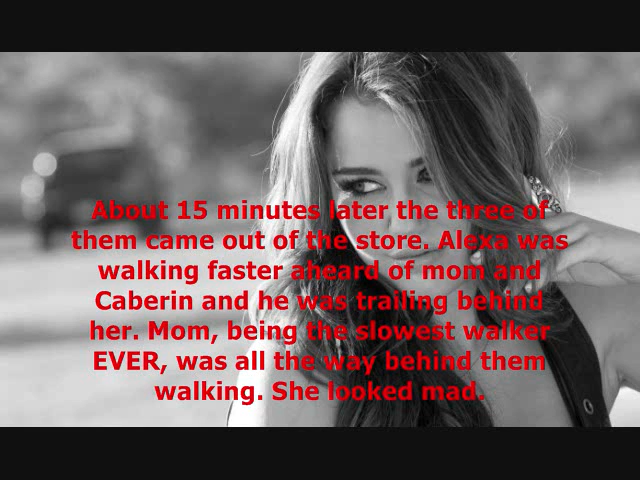 About 15 minutes later the three of
them came out of the store. Alexa was
walking faster aheard of mom and
Caberin and he was trailing behind
her. Mom, being the slowest walker
EVER, was all the way behind them
walking. She looked mad.